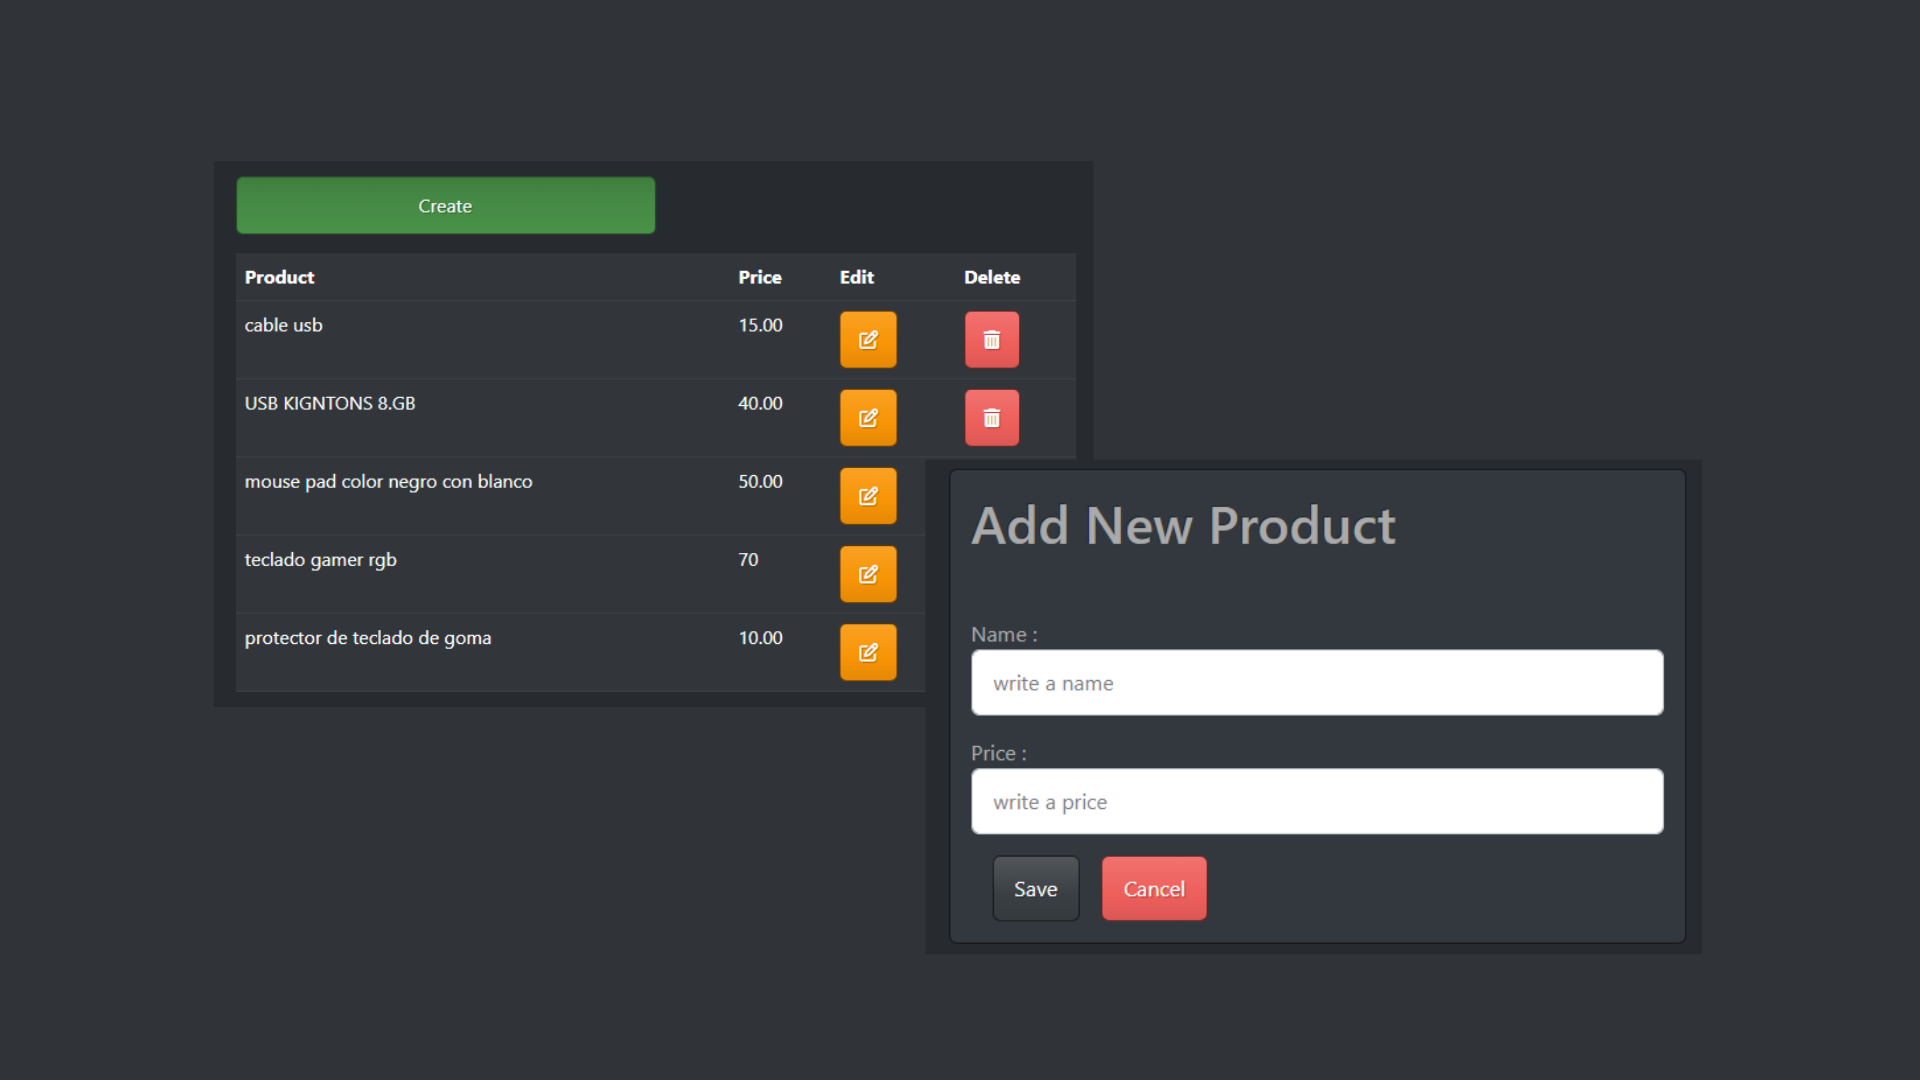 Create
Product Price Edit Delete
cable usb 15.00
USB KIGNTONS 8.GB 40.00
mouse pad color negro con blanco 50.00
teclado gamer rgb 70
protector de teclado de goma 10.00
Add New Product
Name :
write a name
Price :
write a price
Save Cancel